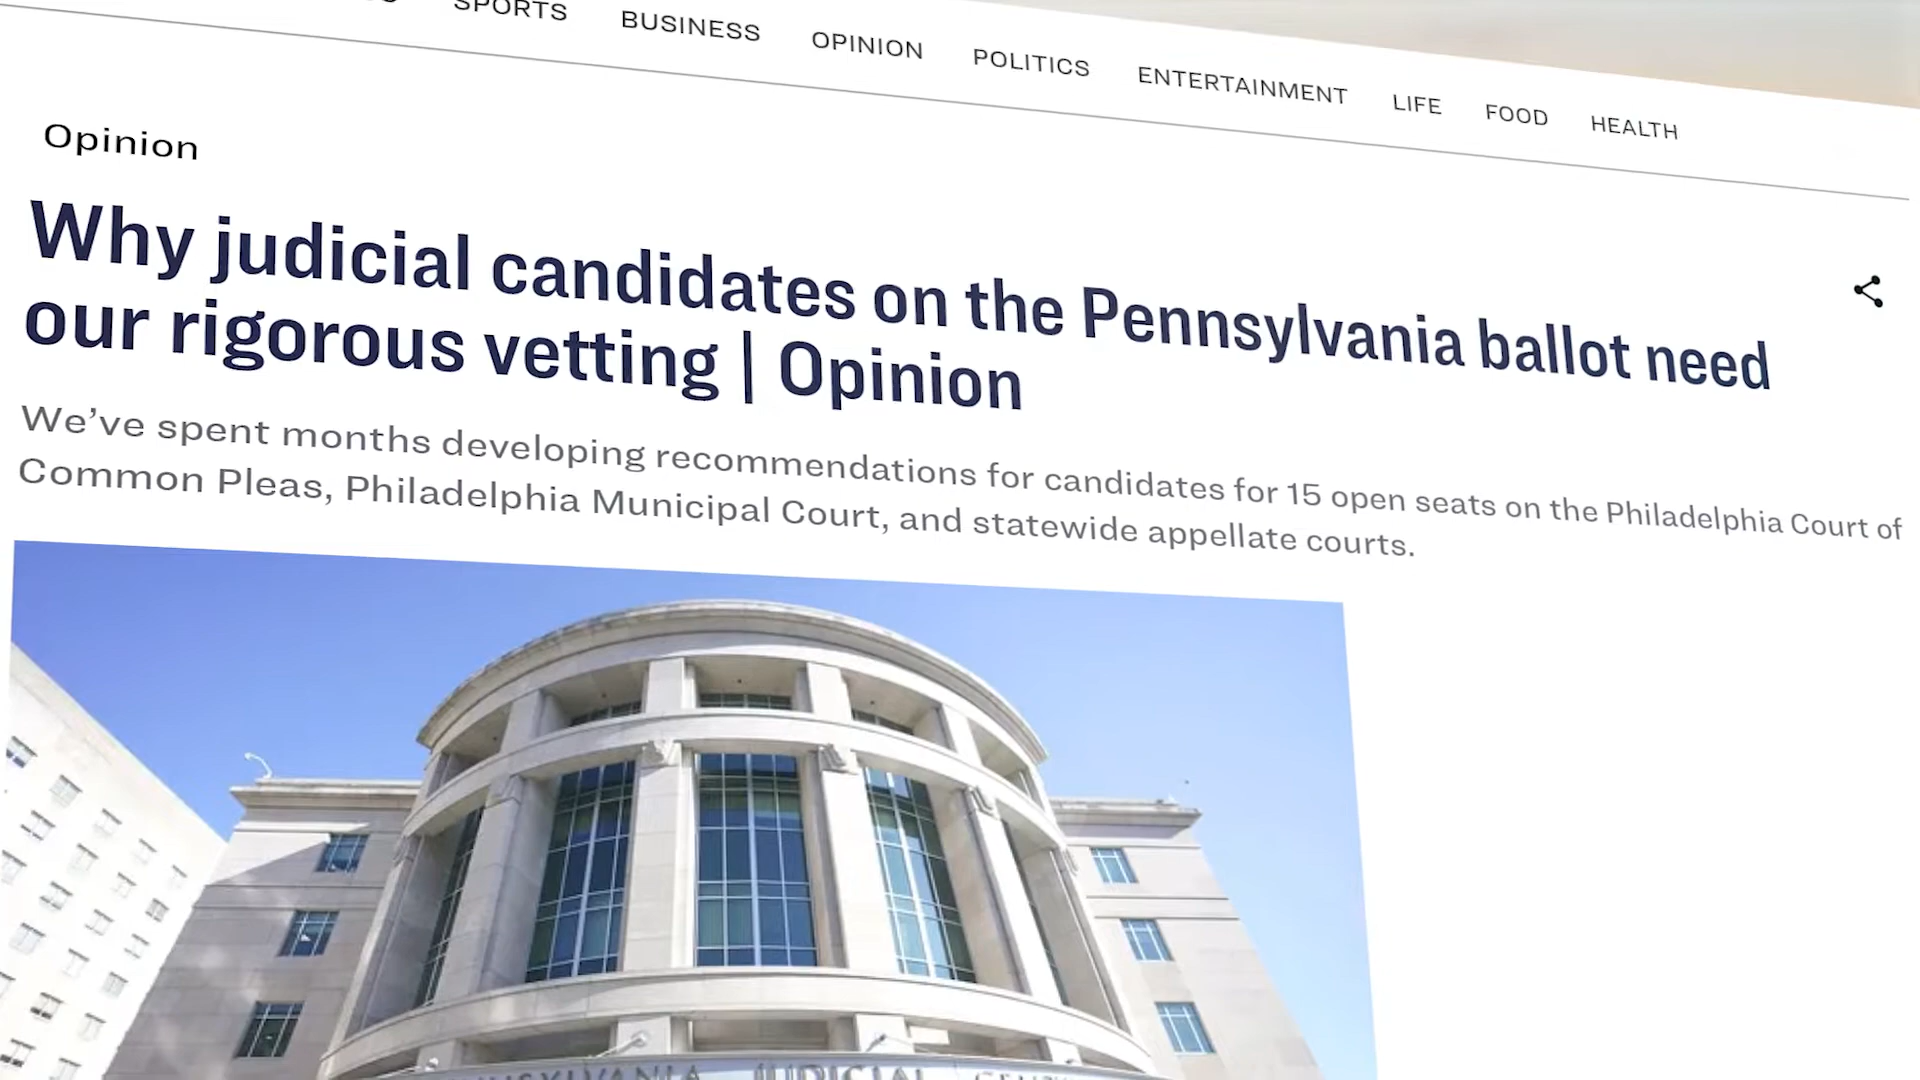 SPORTS BUSINESS OPINION POLITICS ENTERTAINMENT LIFE FOOD HEALTH
Opinion
Why judicial candidates on the Pennsylvania ballot need
our rigorous vetting | Opinion
We’ve spent months developing recommendations for candidates for 15 open seats on the Philadelphia Court of
Common Pleas, Philadelphia Municipal Court, and statewide appellate courts.
JUDICIAL